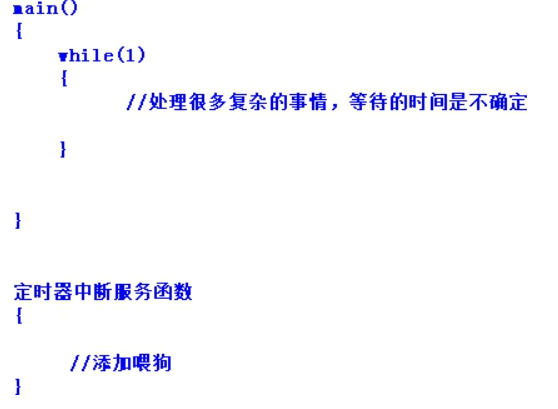 main()
{
while(1)
{
//处理很多复杂的事情，等待的时间是不确定
}
}
定时器中断服务函数
{
//添加喂狗
}